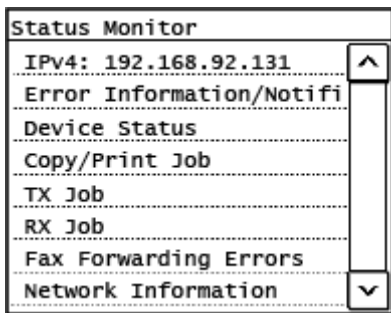 Status Monitor
IPv4: 192.168.92.131
Error Information/Notifi
Device Status
Copy/Print Job
TX Job
RX Job
Fax Forwarding Errors
Network Information